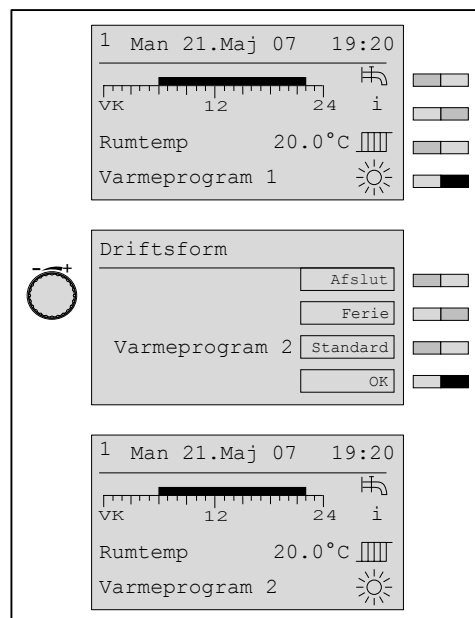 1 Man 21.Maj 07 19:20
VK 12 24 i
Rumtemp 20.0°C
Varmeprogram 1
- +
Driftsform
Afslut
Ferie
Varmeprogram 2 Standard
OK
1 Man 21.Maj 07 19:20
VK 12 24 i
Rumtemp 20.0°C
Varmeprogram 2